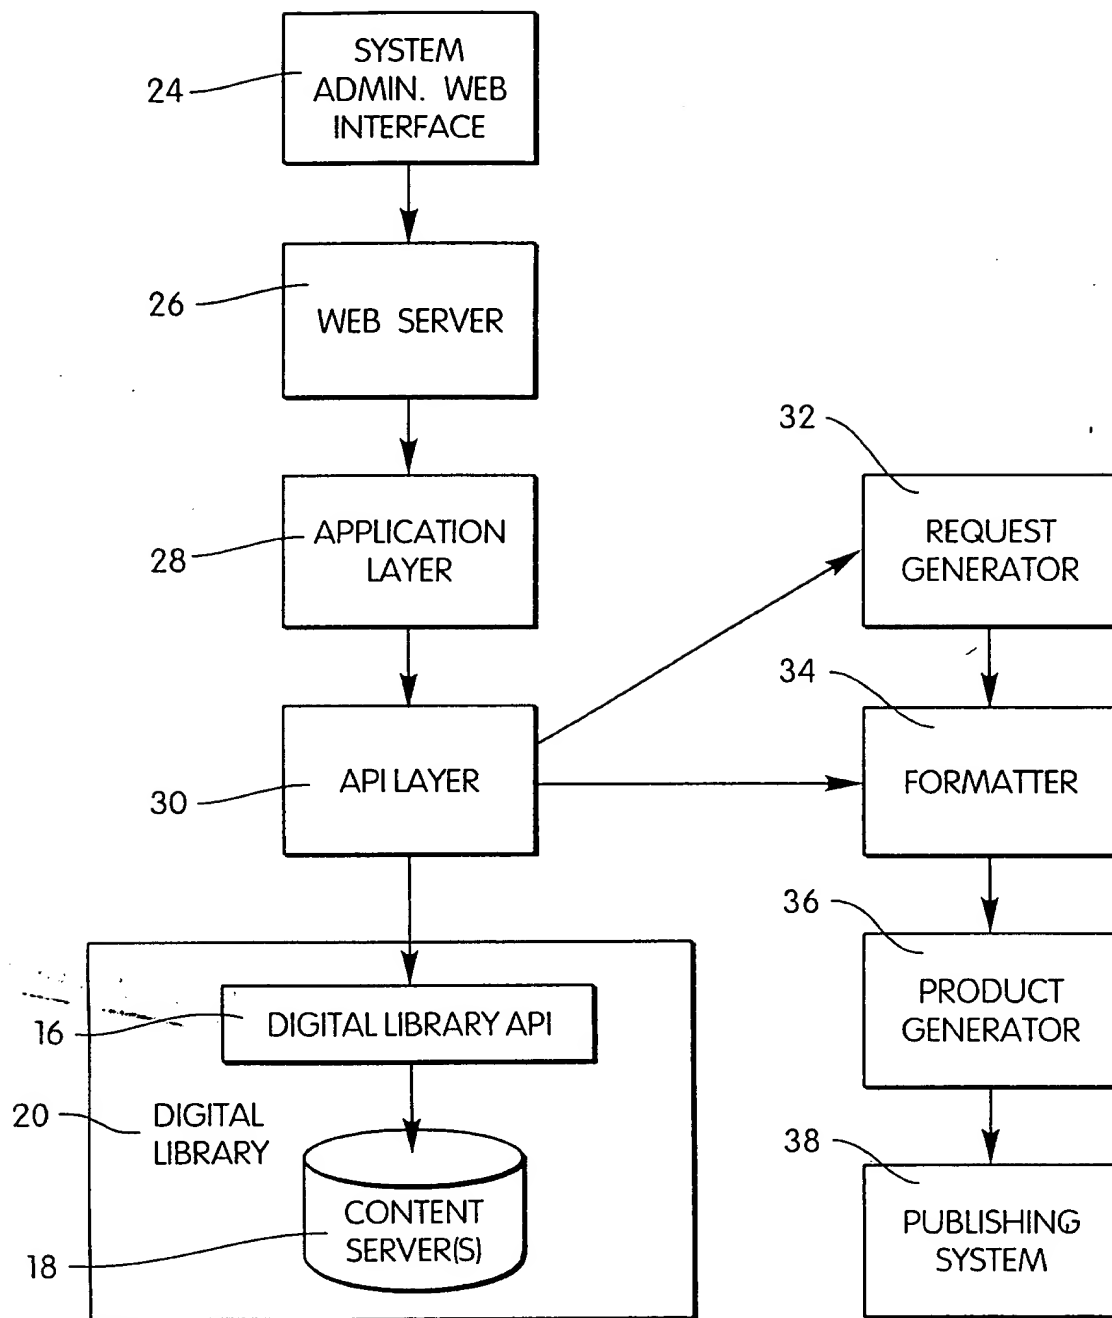 24
SYSTEM
ADMIN. WEB
INTERFACE
26
WEB SERVER
28
APPLICATION
LAYER
32
REQUEST
GENERATOR
30
API LAYER
34
FORMATTER
36
PRODUCT
GENERATOR
16
DIGITAL LIBRARY API
20
DIGITAL
LIBRARY
18
CONTENT
SERVER(S)
38
PUBLISHING
SYSTEM